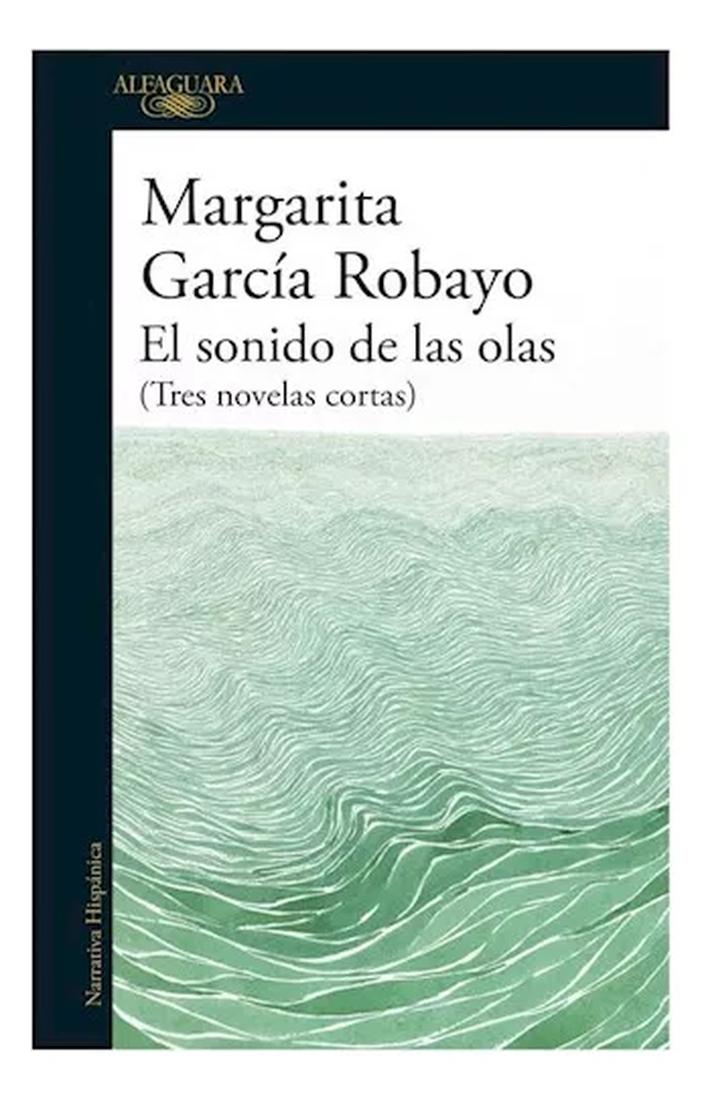 ALFAGUARA
Margarita
García Robayo
El sonido de las olas
(Tres novelas cortas)
Narrativa Hispánica